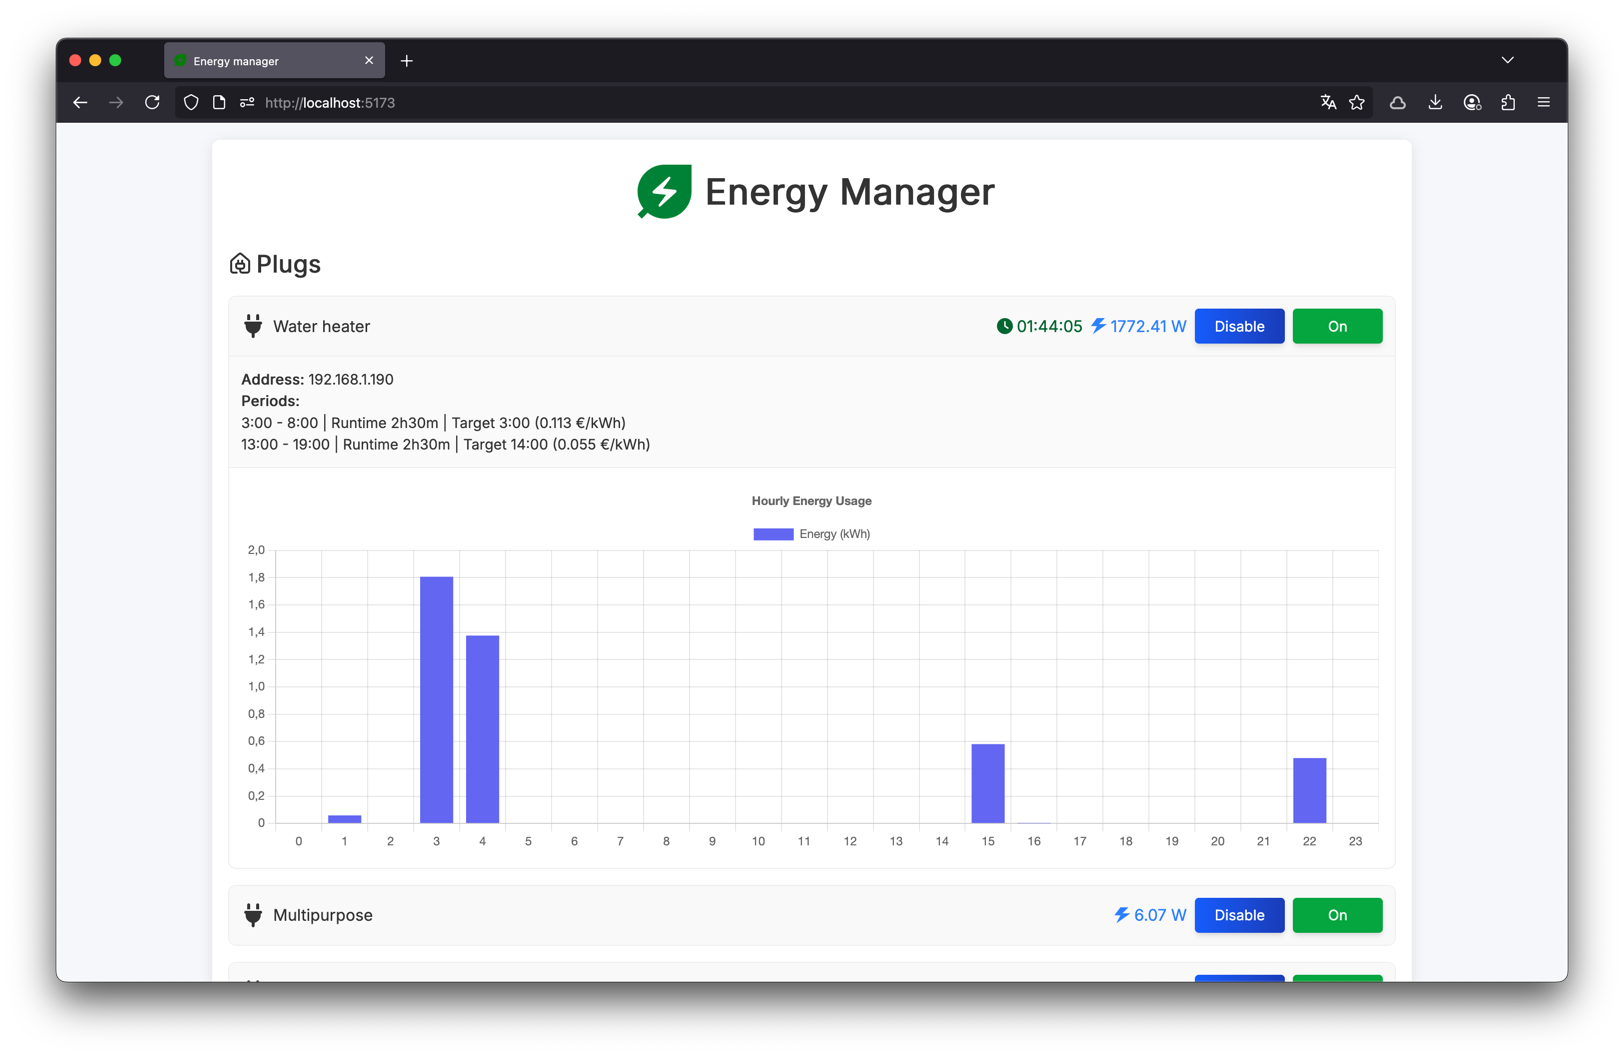 Energy manager
http://localhost:5173
Energy Manager
Plugs
Water heater 01:44:05 1772.41 W Disable On
Address: 192.168.1.190
Periods:
3:00 - 8:00 | Runtime 2h30m | Target 3:00 (0.113 €/kWh)
13:00 - 19:00 | Runtime 2h30m | Target 14:00 (0.055 €/kWh)
Hourly Energy Usage
Energy (kWh)
2,0
1,8
1,6
1,4
1,2
1,0
0,8
0,6
0,4
0,2
0
0 1 2 3 4 5 6 7 8 9 10 11 12 13 14 15 16 17 18 19 20 21 22 23
Multipurpose 6.07 W Disable On